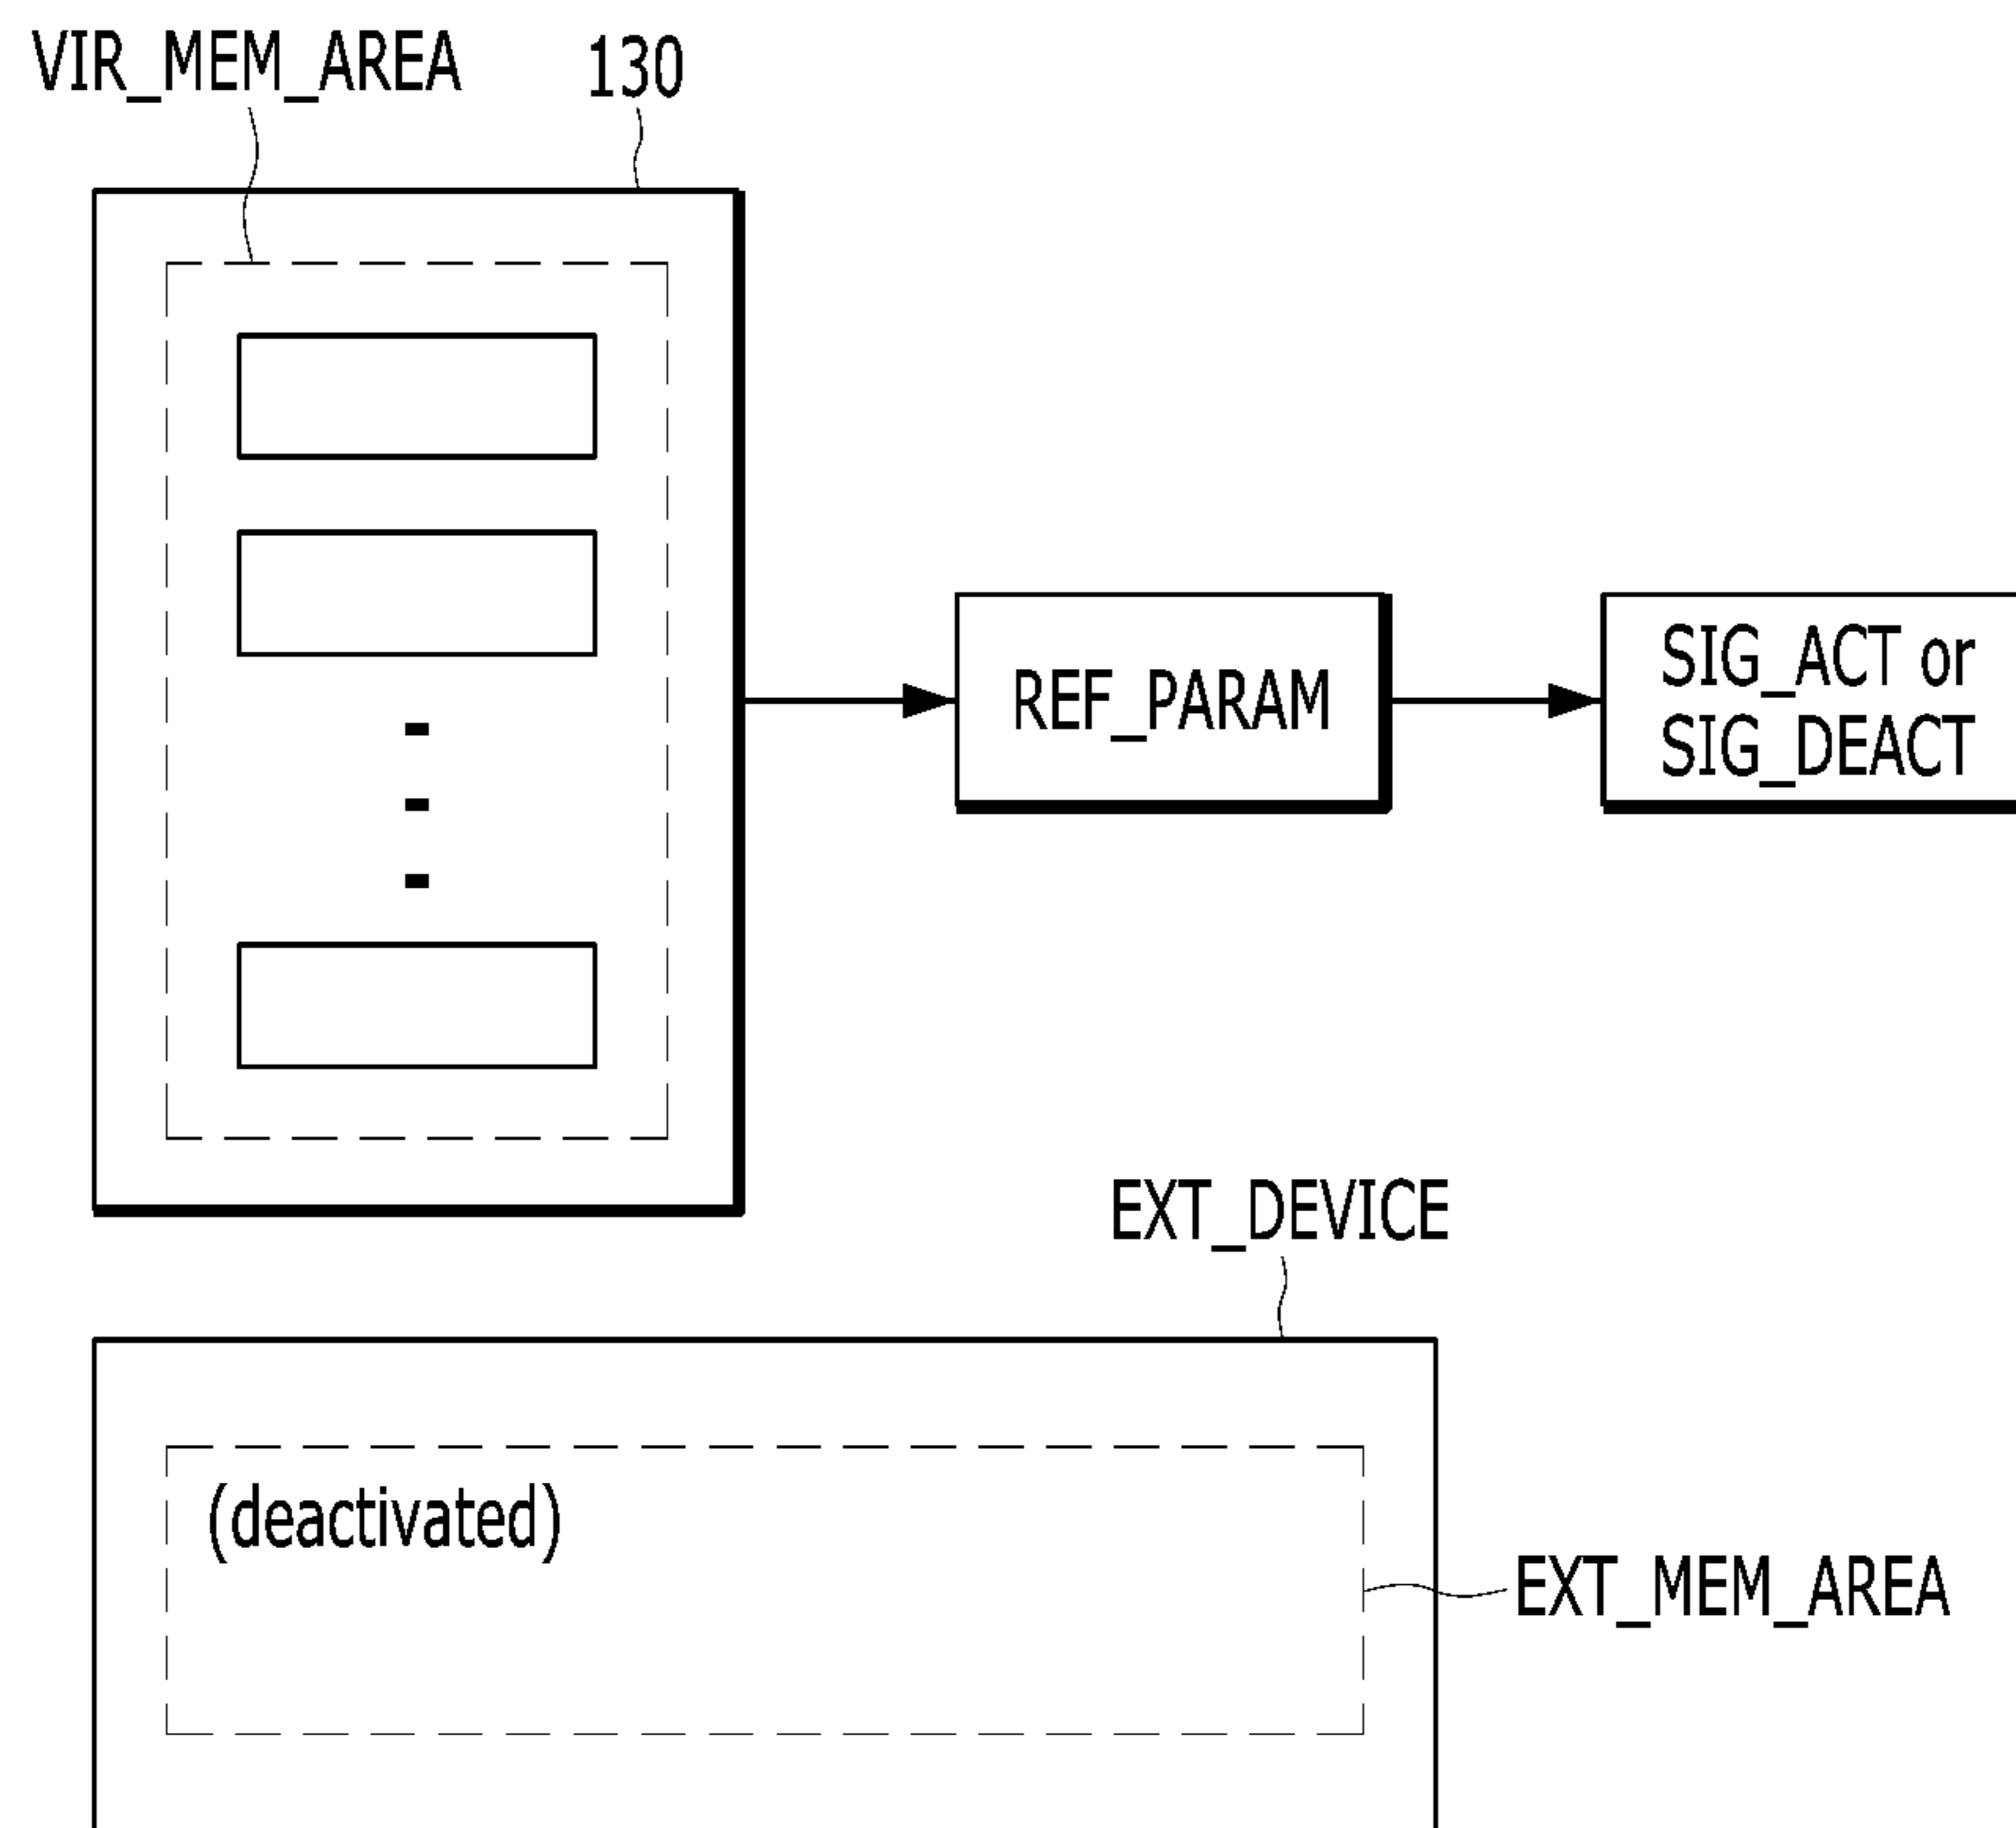 VIR_MEM_AREA
130
REF_PARAM
SIG_ACT or
SIG_DEACT
EXT_DEVICE
(deactivated)
EXT_MEM_AREA